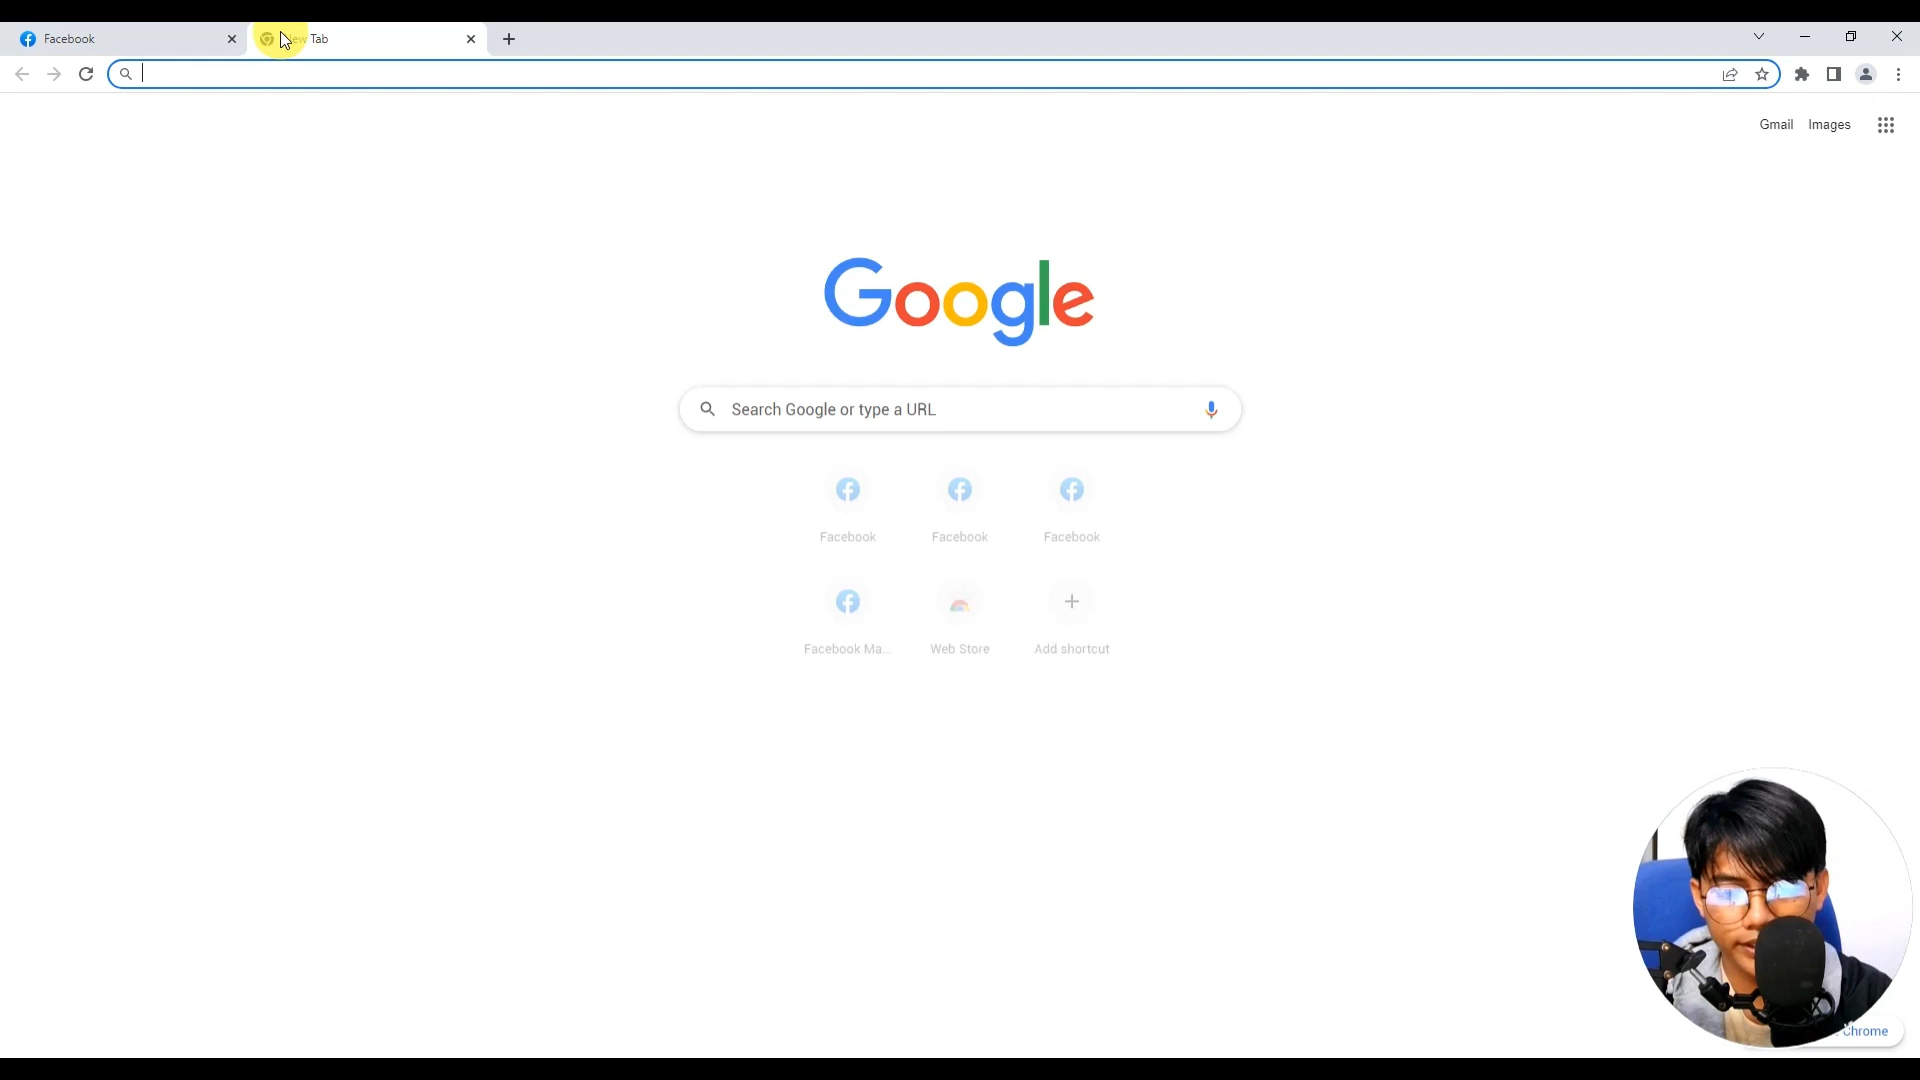 Facebook
New Tab
Gmail
Images
Google
Search Google or type a URL
Facebook
Facebook
Facebook
Facebook Ma...
Web Store
Add shortcut
Chrome